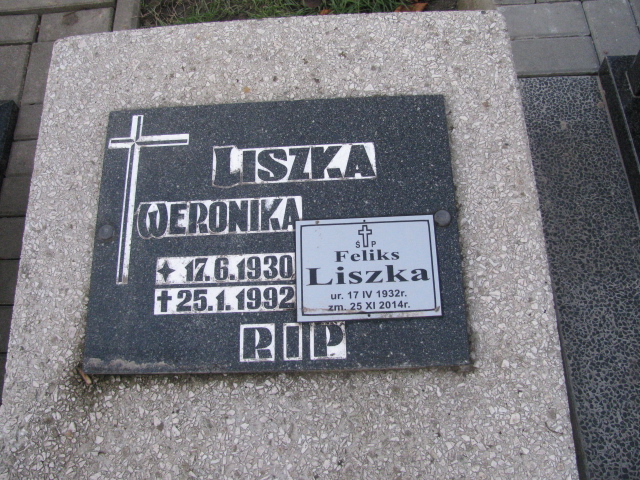 LISZKA
WERONIKA
17.6.1930
✝ 25.1.1992
RIP
Ś P
Feliks
Liszka
ur. 17 IV 1932r.
zm. 25 XI 2014r.